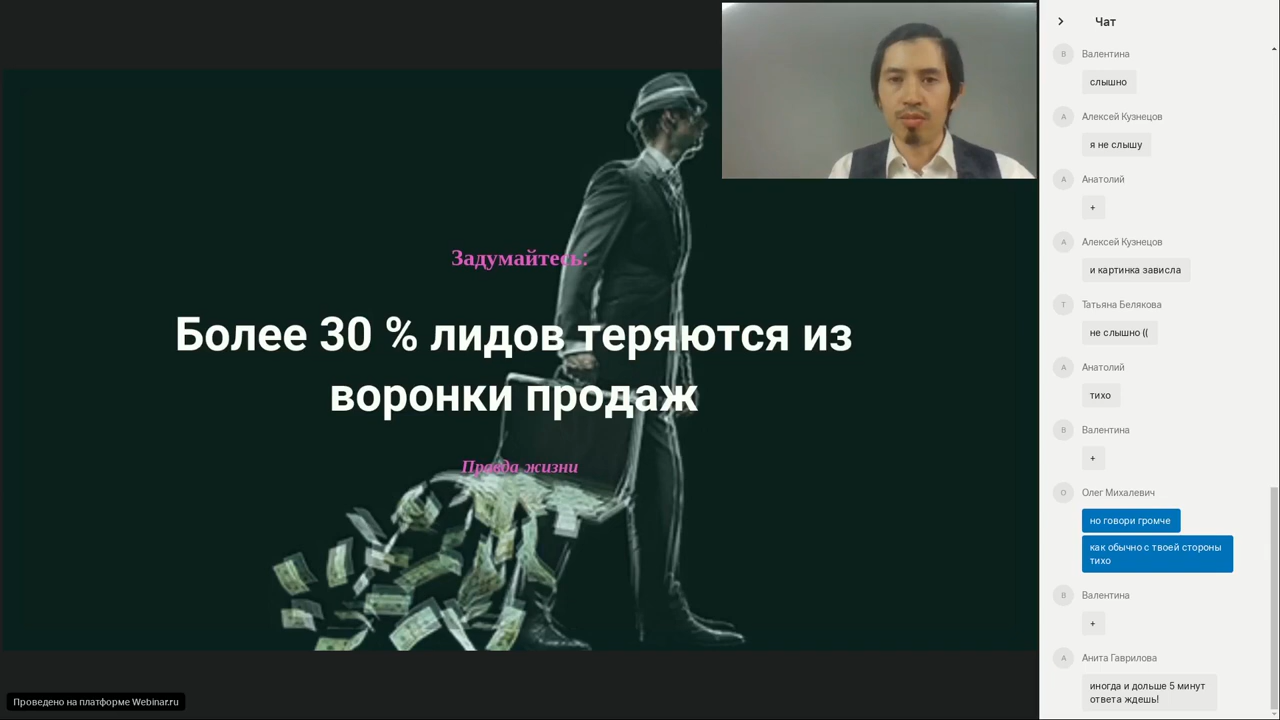 Задумайтесь:
Более 30 % лидов теряются из
воронки продаж
Правда жизни
Проведено на платформе Webinar.ru
Чат
В
Валентина
слышно
А
Алексей Кузнецов
я не слышу
А
Анатолий
+
А
Алексей Кузнецов
и картинка зависла
Т
Татьяна Белякова
не слышно ((
А
Анатолий
тихо
В
Валентина
+
О
Олег Михалевич
но говори громче
как обычно с твоей стороны
тихо
В
Валентина
+
А
Анита Гаврилова
иногда и дольше 5 минут
ответа ждешь!